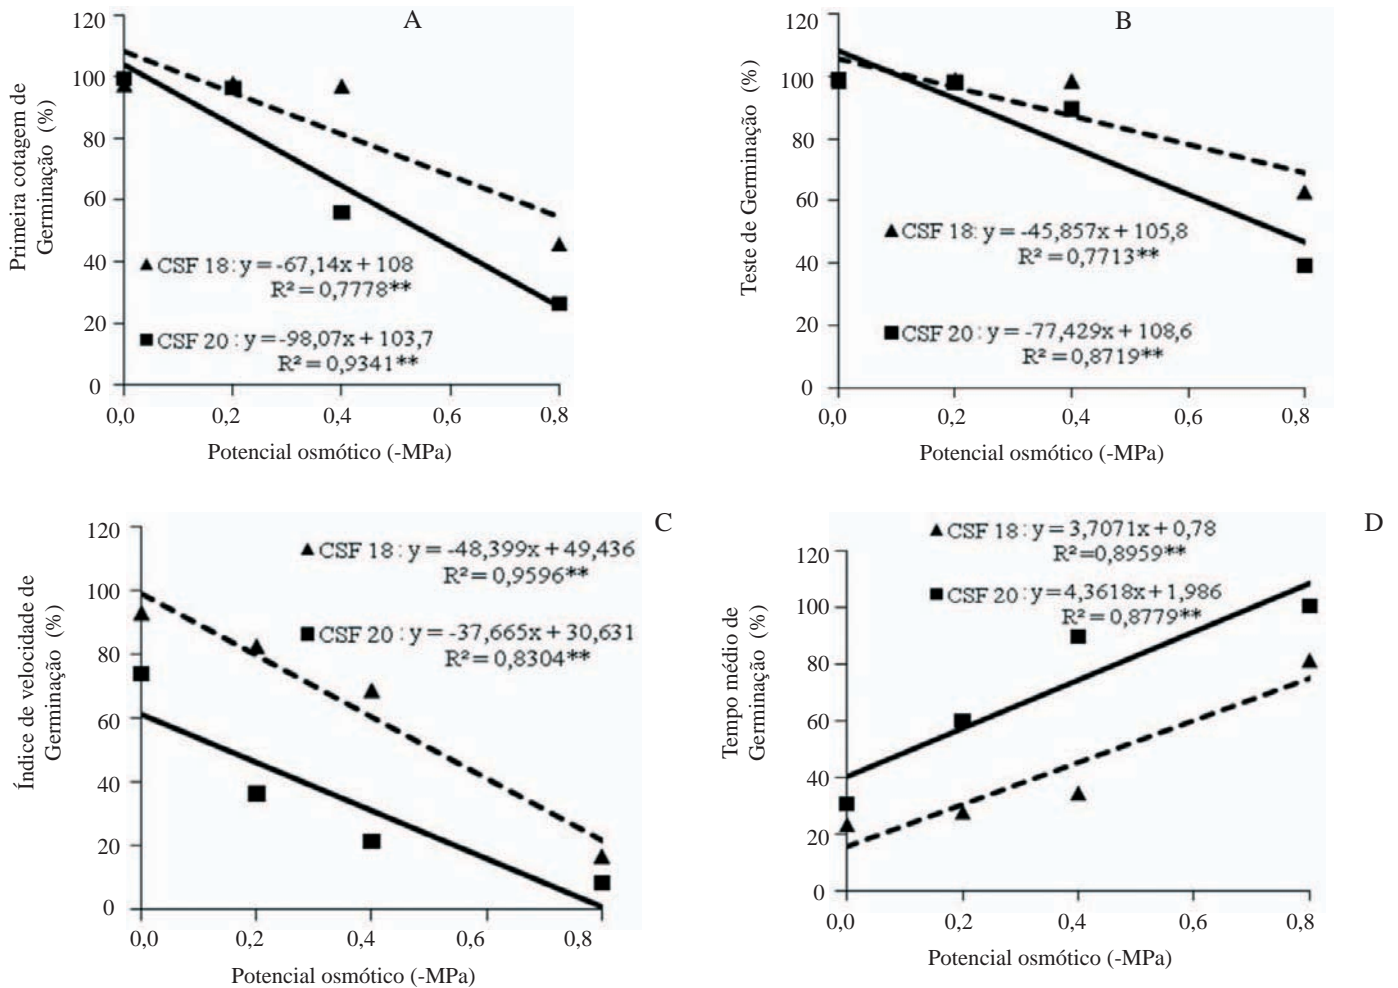 A
Primeira cotagem de
Germinação (%)
120
100
80
60
40
20
0
CSF 18: y = -67,14x + 108
R² = 0,7778**
CSF 20: y = -98,07x + 103,7
R² = 0,9341**
0,0 0,2 0,4 0,6 0,8
Potencial osmótico (-MPa)
B
Teste de Germinação (%)
120
100
80
60
40
20
0
CSF 18: y = -45,857x + 105,8
R² = 0,7713**
CSF 20: y = -77,429x + 108,6
R² = 0,8719**
0,0 0,2 0,4 0,6 0,8
Potencial osmótico (-MPa)
C
Índice de velocidade de
Germinação (%)
120
100
80
60
40
20
0
CSF 18: y = -48,399x + 49,436
R² = 0,9596**
CSF 20: y = -37,665x + 30,631
R² = 0,8304**
0,0 0,2 0,4 0,6 0,8
Potencial osmótico (-MPa)
D
Tempo médio de
Germinação (%)
120
100
80
60
40
20
0
CSF 18: y = 3,7071x + 0,78
R²=0,8959**
CSF 20: y=4,3618x + 1,986
R² = 0,8779**
0,0 0,2 0,4 0,6 0,8
Potencial osmótico (-MPa)